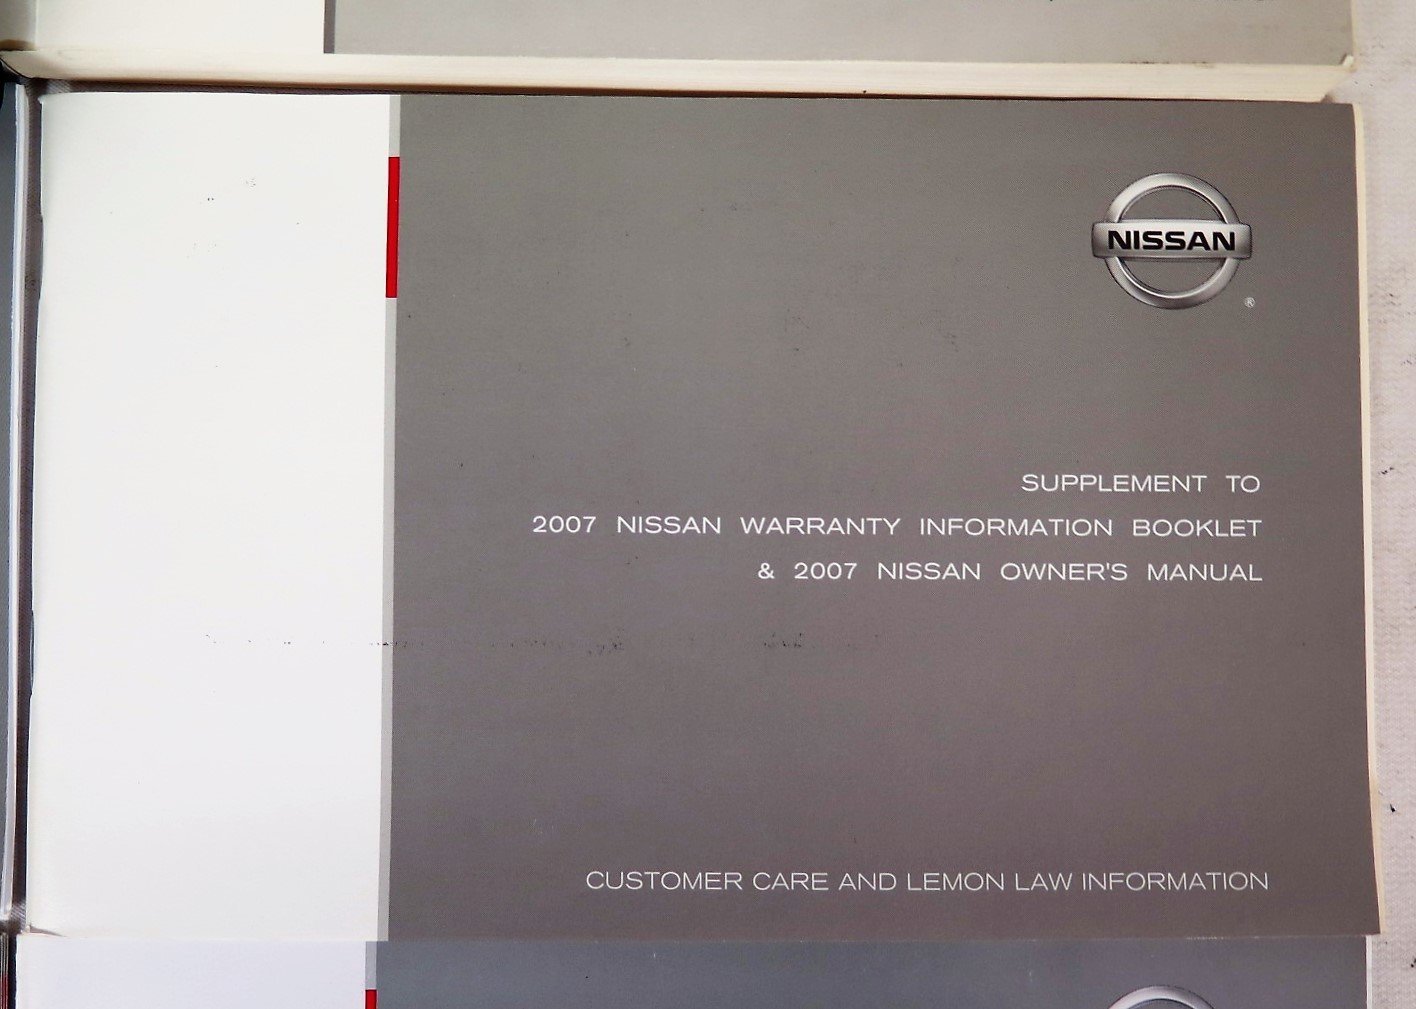 NISSAN
®
SUPPLEMENT TO
2007 NISSAN WARRANTY INFORMATION BOOKLET
& 2007 NISSAN OWNER'S MANUAL
CUSTOMER CARE AND LEMON LAW INFORMATION